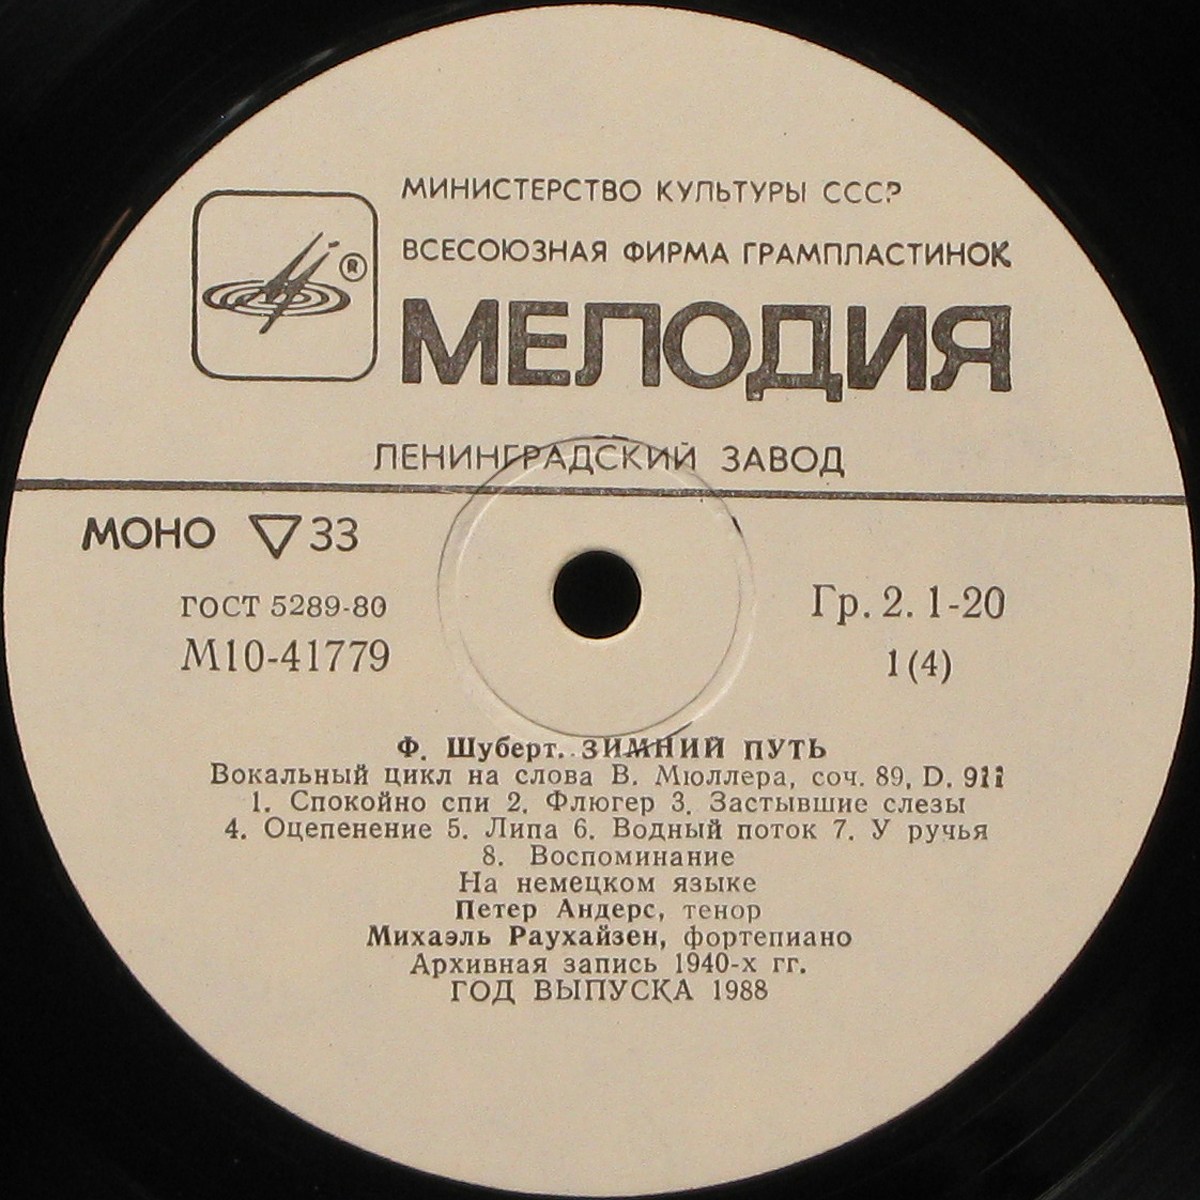 МИНИСТЕРСТВО КУЛЬТУРЫ СССР
ВСЕСОЮЗНАЯ ФИРМА ГРАМПЛАСТИНОК
®
МЕЛОДИЯ
ЛЕНИНГРАДСКИЙ ЗАВОД
МОНО ▽ 33
ГОСТ 5289-80
М10-41779
Гр. 2. 1-20
1 (4)
Ф. Шуберт. ЗИМНИЙ ПУТЬ
Вокальный цикл на слова В. Мюллера, соч. 89, D. 911
1. Спокойно спи 2. Флюгер 3. Застывшие слезы
4. Оцепенение 5. Липа 6. Водный поток 7. У ручья
8. Воспоминание
На немецком языке
Петер Андерс, тенор
Михаэль Раухайзен, фортепиано
Архивная запись 1940-х гг.
ГОД ВЫПУСКА 1988